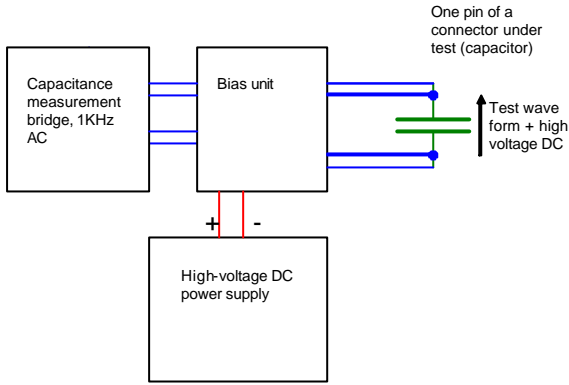 One pin of a
connector under
test (capacitor)
Capacitance
measurement
bridge, 1KHz
AC
Bias unit
Test wave
form + high
voltage DC
+ -
High-voltage DC
power supply